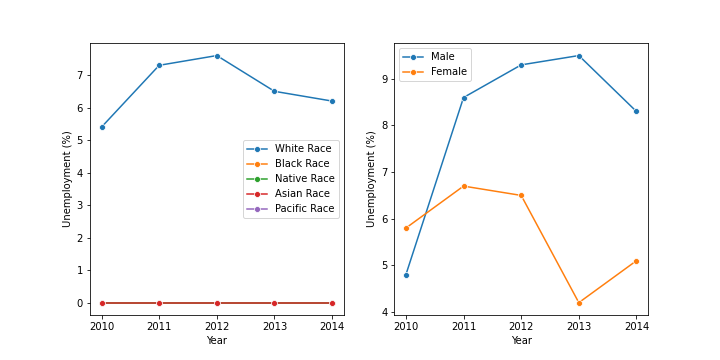 7
6
5
4
3
2
1
0
Unemployment (%)
White Race
Black Race
Native Race
Asian Race
Pacific Race
2010 2011 2012 2013 2014
Year
Male
Female
9
8
7
6
5
4
Unemployment (%)
2010 2011 2012 2013 2014
Year